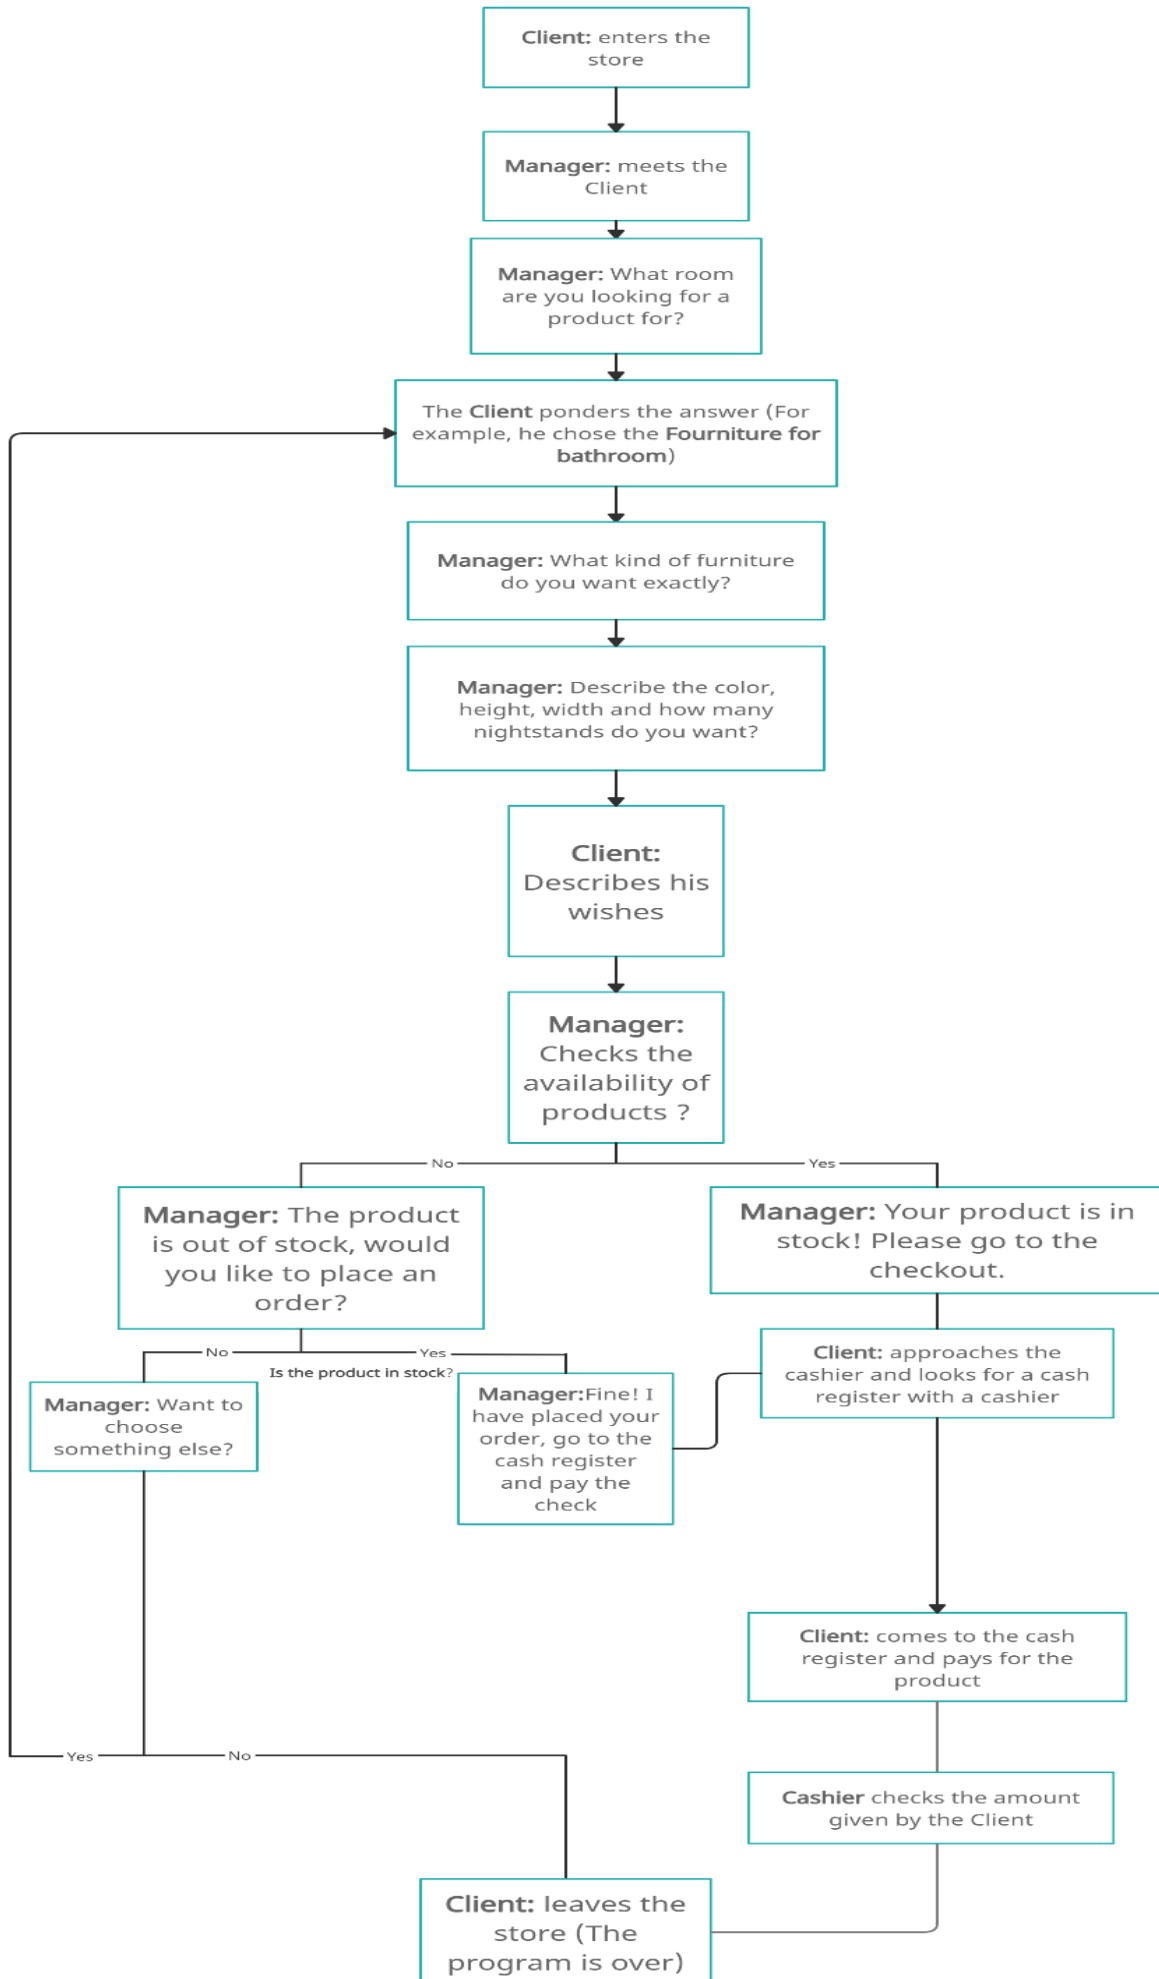 Client: enters the
store
Manager: meets the
Client
Manager: What room
are you looking for a
product for?
The Client ponders the answer (For
example, he chose the Fourniture for
bathroom)
Manager: What kind of furniture
do you want exactly?
Manager: Describe the color,
height, width and how many
nightstands do you want?
Client:
Describes his
wishes
Manager:
Checks the
availability of
products ?
No
Yes
Manager: The product
is out of stock, would
you like to place an
order?
Manager: Your product is in
stock! Please go to the
checkout.
No
Yes
Is the product in stock?
Manager: Want to
choose
something else?
Manager:Fine! I
have placed your
order, go to the
cash register
and pay the
check
Client: approaches the
cashier and looks for a cash
register with a cashier
Client: comes to the cash
register and pays for the
product
Yes
No
Cashier checks the amount
given by the Client
Client: leaves the
store (The
program is over)